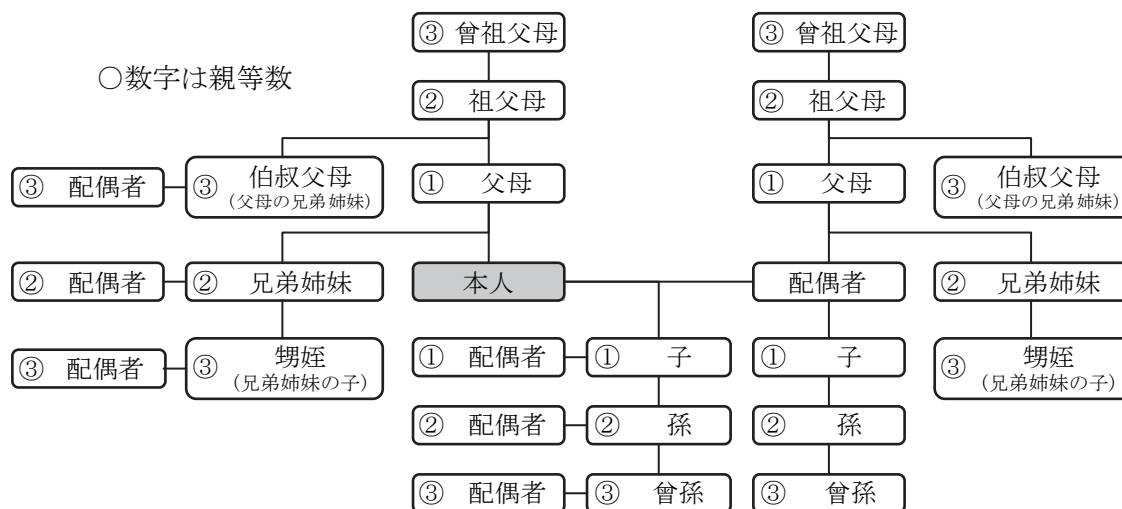 ③ 曾祖父母 ③ 曾祖父母
○数字は親等数
② 祖父母 ② 祖父母
③ 配偶者 ③ 伯叔父母 ① 父母 ① 父母 ③ 伯叔父母
(父母の兄弟姉妹) (父母の兄弟姉妹)
② 配偶者 ② 兄弟姉妹 本人 配偶者 ② 兄弟姉妹
③ 配偶者 ③ 甥姪 ① 配偶者 ① 子 ① 子 ③ 甥姪
(兄弟姉妹の子) (兄弟姉妹の子)
② 配偶者 ② 孫 ② 孫
③ 配偶者 ③ 曾孫 ③ 曾孫